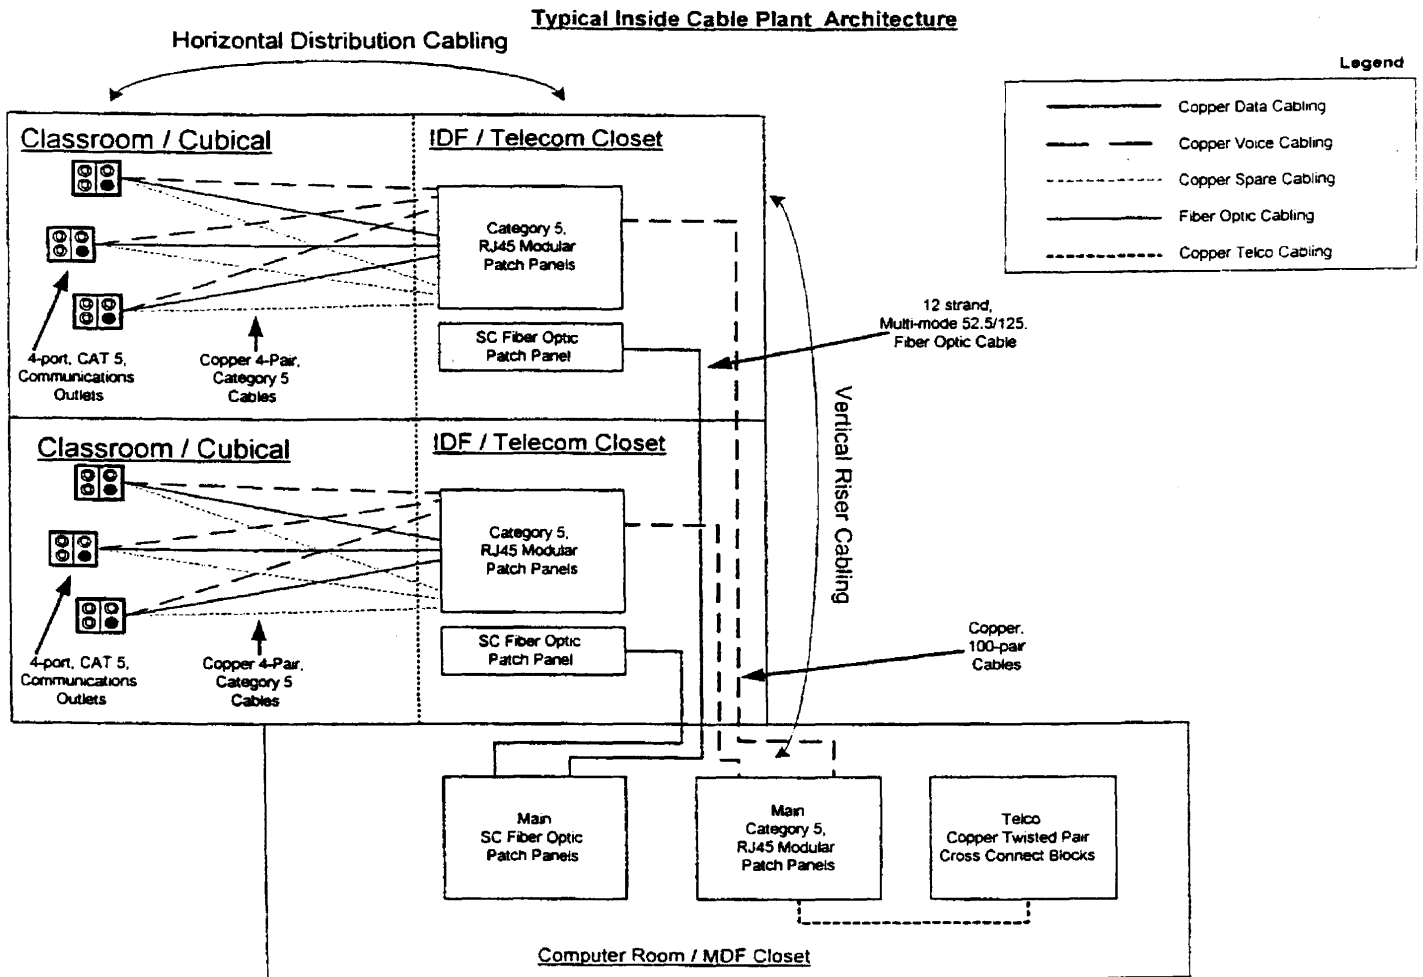 Typical Inside Cable Plant Architecture
Horizontal Distribution Cabling
Legend
Copper Data Cabling
Copper Voice Cabling
Copper Spare Cabling
Fiber Optic Cabling
Copper Telco Cabling
Classroom / Cubical
IDF / Telecom Closet
Category 5,
RJ45 Modular
Patch Panels
SC Fiber Optic
Patch Panel
4-port, CAT 5,
Communications
Outlets
Copper 4-Pair,
Category 5
Cables
12 strand,
Multi-mode 52.5/125.
Fiber Optic Cable
Vertical Riser Cabling
Classroom / Cubical
IDF / Telecom Closet
Category 5,
RJ45 Modular
Patch Panels
SC Fiber Optic
Patch Panel
4-port, CAT 5,
Communications
Outlets
Copper 4-Pair,
Category 5
Cables
Copper.
100-pair
Cables
Main
SC Fiber Optic
Patch Panels
Main
Category 5,
RJ45 Modular
Patch Panels
Telco
Copper Twisted Pair
Cross Connect Blocks
Computer Room / MDF Closet